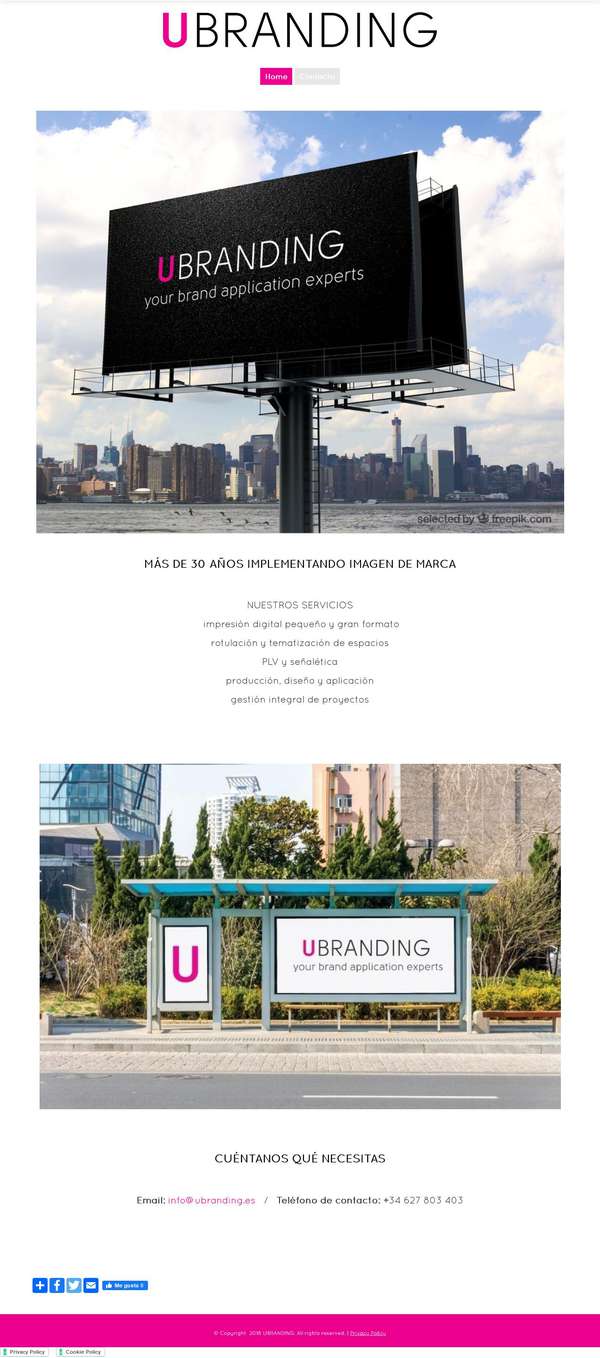 UBRANDING
Home Contacto
UBRANDING
your brand application experts
selected by freepik.com
MÁS DE 30 AÑOS IMPLEMENTANDO IMAGEN DE MARCA
NUESTROS SERVICIOS
impresión digital pequeño y gran formato
rotulación y tematización de espacios
PLV y señalética
producción, diseño y aplicación
gestión integral de proyectos
U
UBRANDING
your brand application experts
CUÉNTANOS QUÉ NECESITAS
Email: info@ubranding.es / Teléfono de contacto: +34 627 803 403
Me gusta 0
© Copyright 2018 UBRANDING. All rights reserved. | Privacy Policy
Privacy Policy Cookie Policy